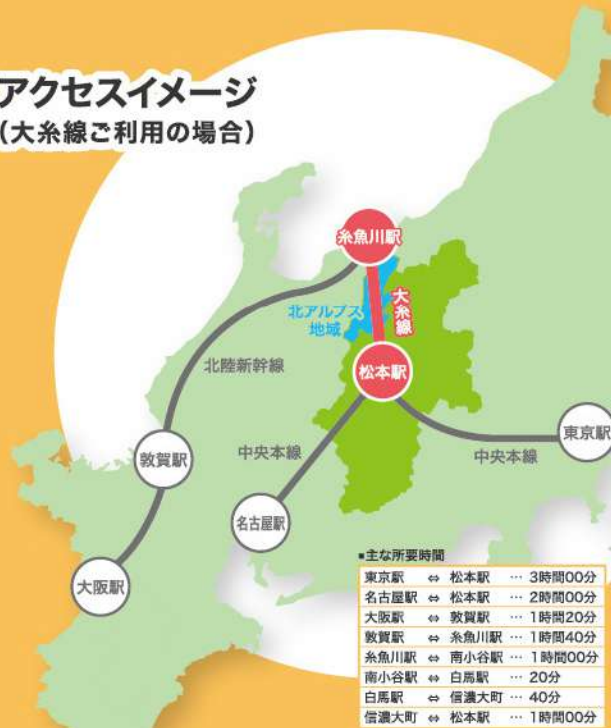 アクセスイメージ
（大糸線ご利用の場合）
糸魚川駅
北アルプス
地域
大糸線
松本駅
北陸新幹線
敦賀駅
中央本線
中央本線
東京駅
名古屋駅
大阪駅
■主な所要時間
東京駅 ⇔ 松本駅 … 3時間00分
名古屋駅 ⇔ 松本駅 … 2時間00分
大阪駅 ⇔ 敦賀駅 … 1時間20分
敦賀駅 ⇔ 糸魚川駅 … 1時間40分
糸魚川駅 ⇔ 南小谷駅 … 1時間00分
南小谷駅 ⇔ 白馬駅 … 20分
白馬駅 ⇔ 信濃大町 … 40分
信濃大町 ⇔ 松本駅 … 1時間00分